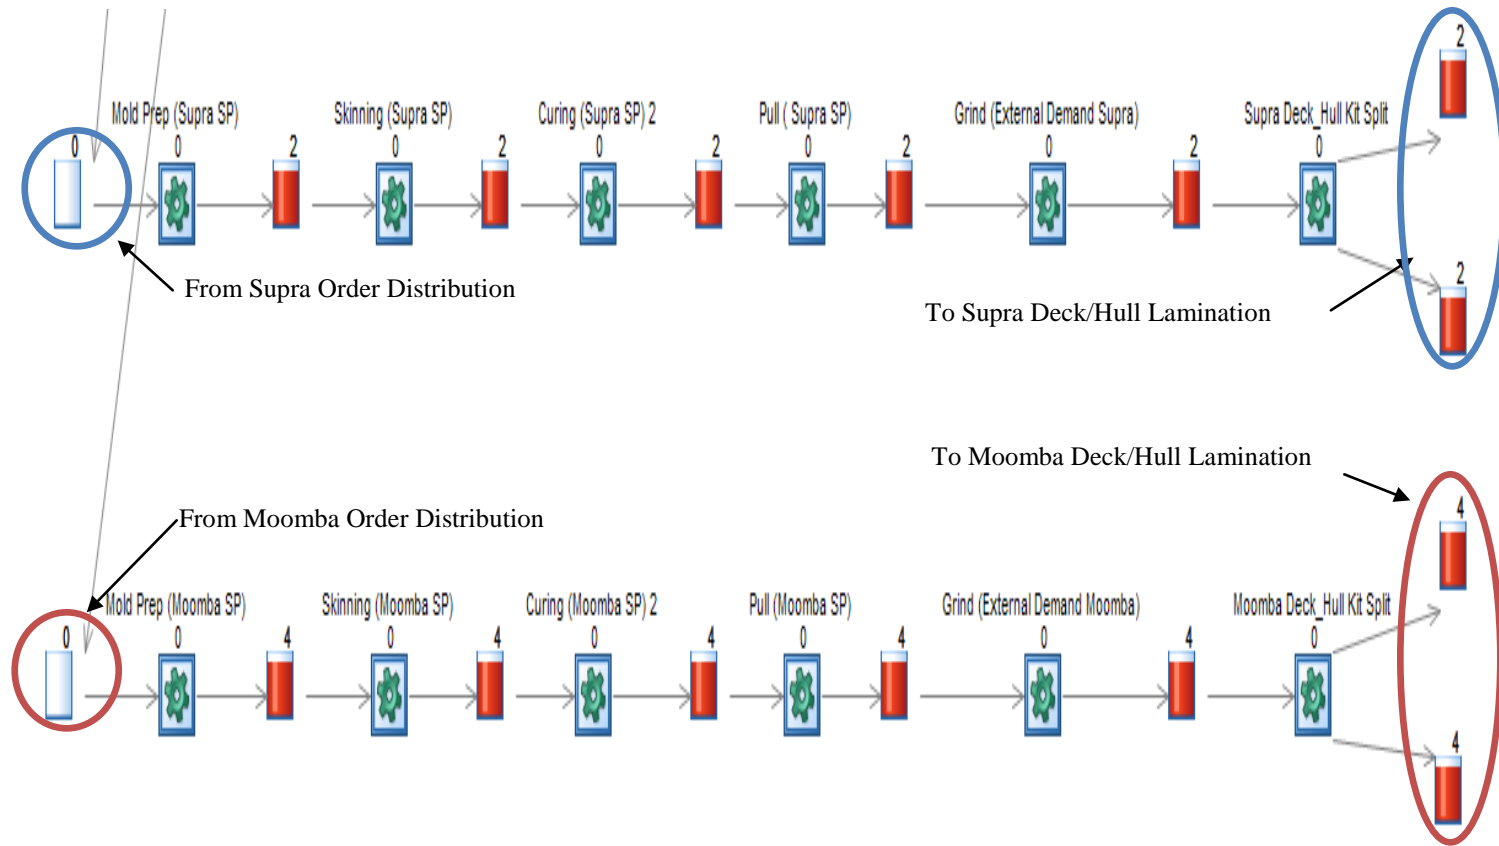 2
Mold Prep (Supra SP) Skinning (Supra SP) Curing (Supra SP) 2 Pull ( Supra SP) Grind (External Demand Supra) Supra Deck_Hull Kit Split
0 0 2 0 2 0 2 0 2 0 2 0
From Supra Order Distribution
2
To Supra Deck/Hull Lamination
To Moomba Deck/Hull Lamination
4
From Moomba Order Distribution
Mold Prep (Moomba SP) Skinning (Moomba SP) Curing (Moomba SP) 2 Pull (Moomba SP) Grind (External Demand Moomba) Moomba Deck_Hull Kit Split
0 0 4 0 4 0 4 0 4 0 4 0
4